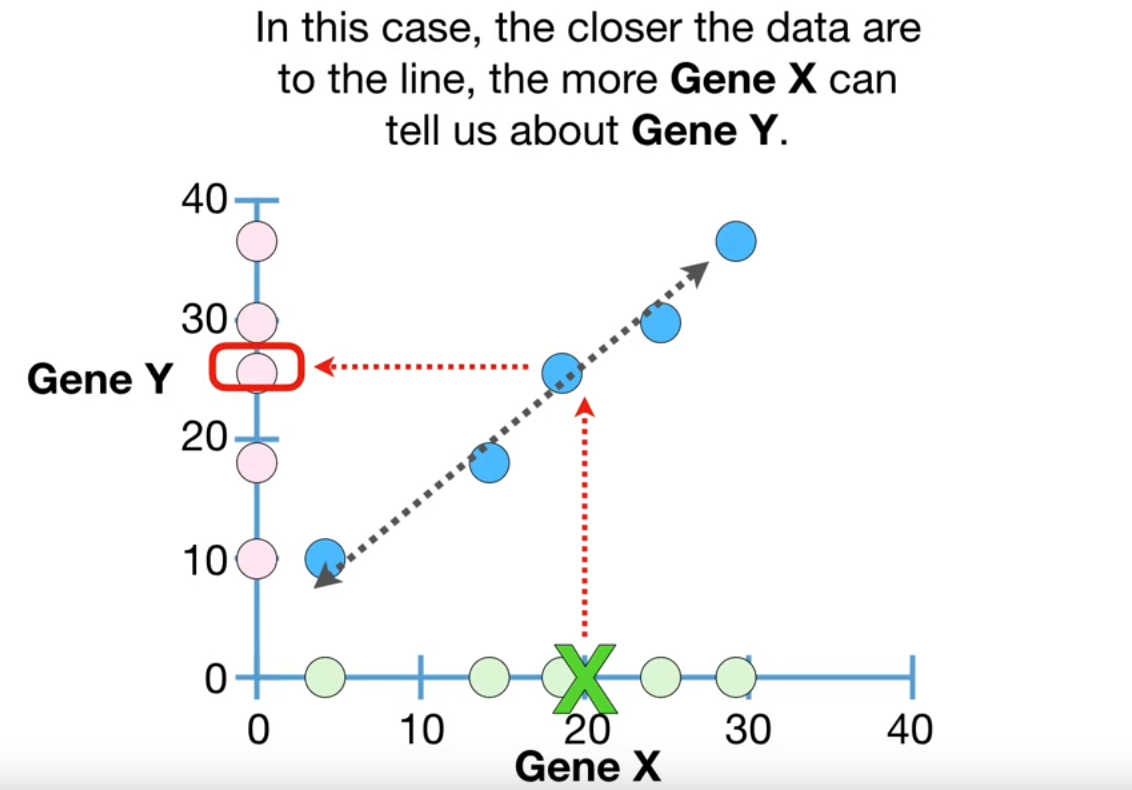 In this case, the closer the data are
to the line, the more Gene X can
tell us about Gene Y.
40
30
Gene Y
20
10
0
X
0 10 20 30 40
Gene X